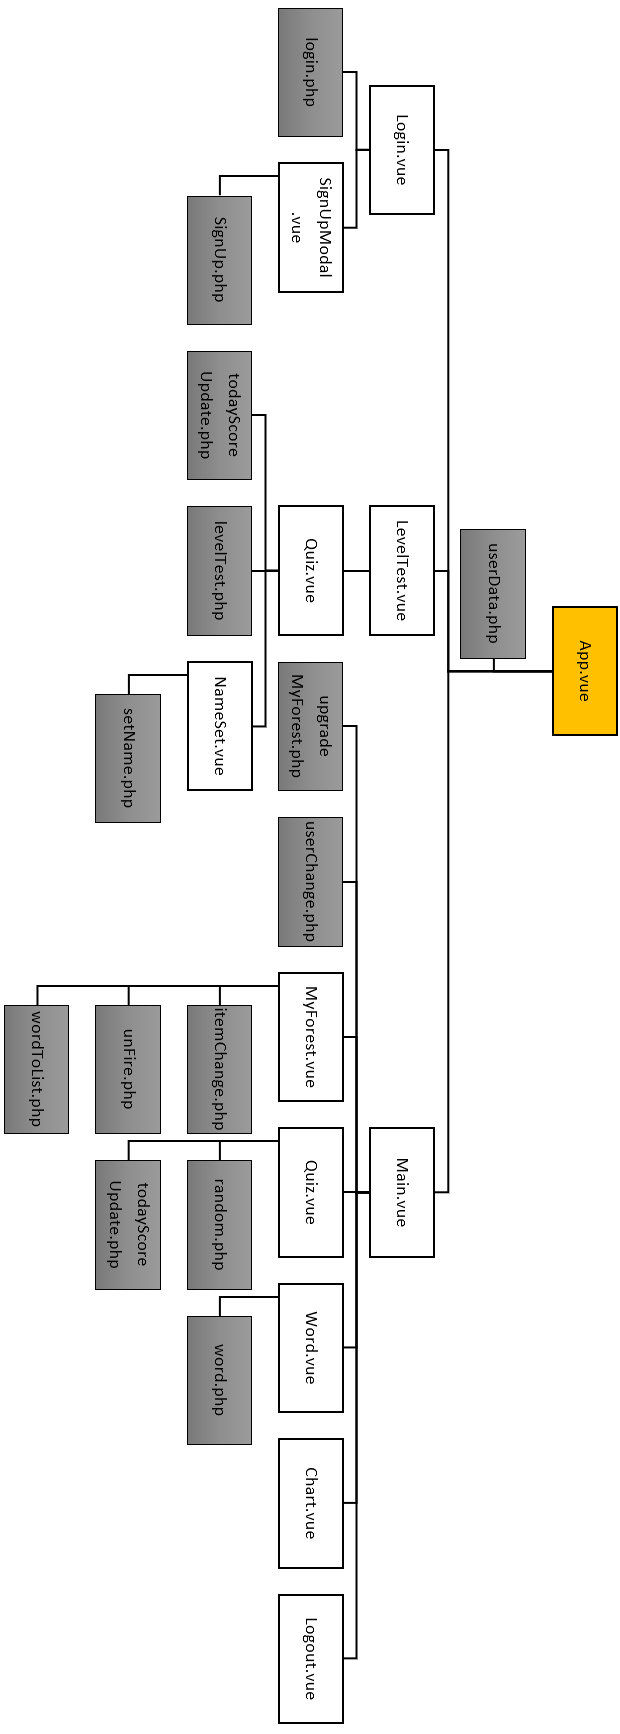 App.vue
userData.php
Login.vue
LevelTest.vue
Main.vue
login.php
SignUpModal
.vue
Quiz.vue
upgrade
MyForest.php
userChange.php
MyForest.vue
Quiz.vue
Word.vue
Chart.vue
Logout.vue
SignUp.php
todayScore
Update.php
levelTest.php
NameSet.vue
itemChange.php
random.php
word.php
setName.php
unFire.php
todayScore
Update.php
wordToList.php